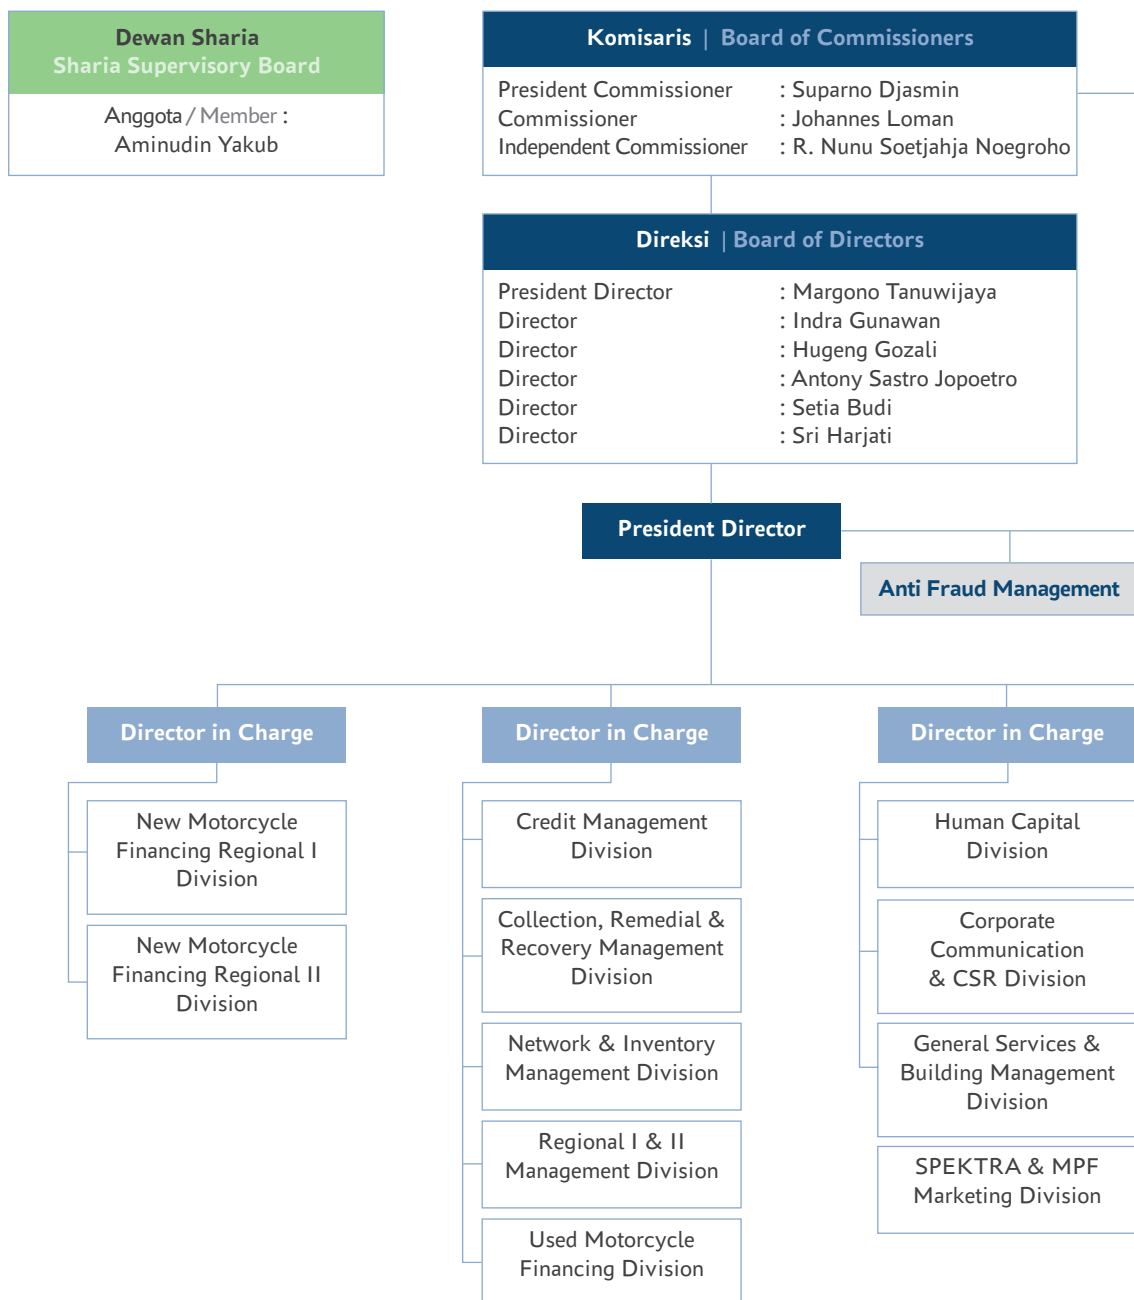 Dewan Sharia
Sharia Supervisory Board
Anggota / Member :
Aminudin Yakub
Komisaris | Board of Commissioners
President Commissioner : Suparno Djasmin
Commissioner : Johannes Loman
Independent Commissioner : R. Nunu Soetjahja Noegroho
Direksi | Board of Directors
President Director : Margono Tanuwijaya
Director : Indra Gunawan
Director : Hugeng Gozali
Director : Antony Sastro Jopoetro
Director : Setia Budi
Director : Sri Harjati
President Director
Anti Fraud Management
Director in Charge
New Motorcycle
Financing Regional I
Division
New Motorcycle
Financing Regional II
Division
Director in Charge
Credit Management
Division
Collection, Remedial &
Recovery Management
Division
Network & Inventory
Management Division
Regional I & II
Management Division
Used Motorcycle
Financing Division
Director in Charge
Human Capital
Division
Corporate
Communication
& CSR Division
General Services &
Building Management
Division
SPEKTRA & MPF
Marketing Division